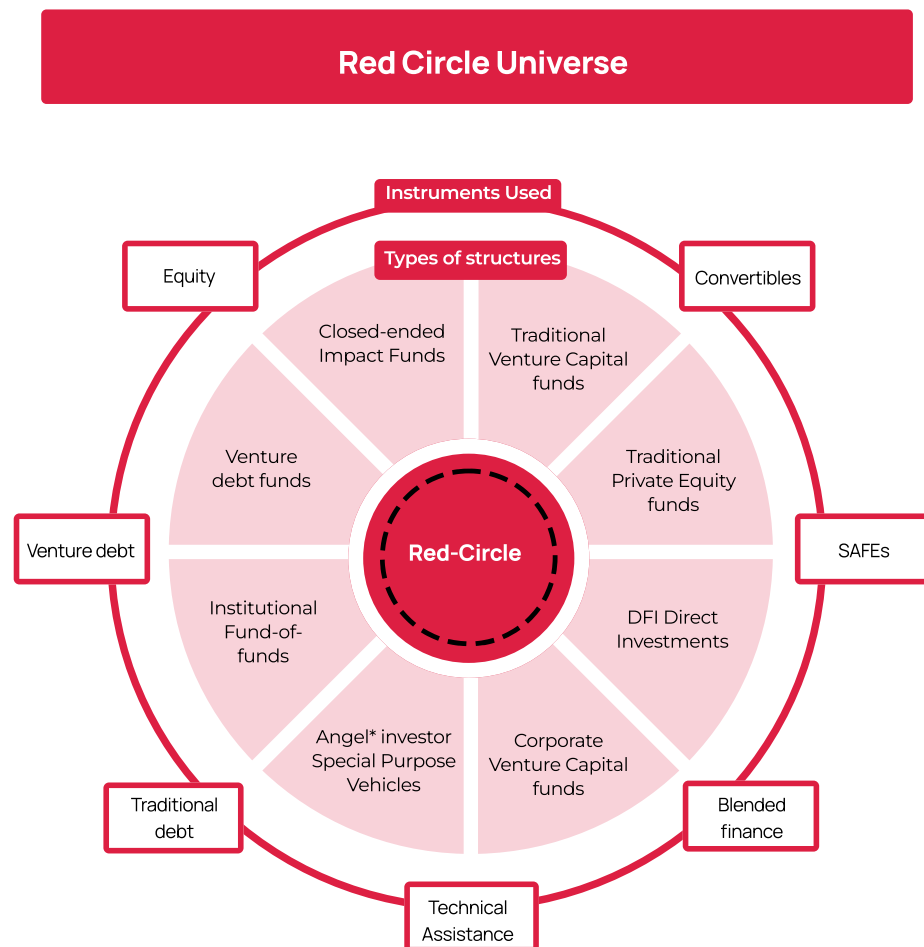 Red Circle Universe
Instruments Used
Types of structures
Equity
Convertibles
Closed-ended
Impact Funds
Traditional
Venture Capital
funds
Venture
debt funds
Traditional
Private Equity
funds
Venture debt
Red-Circle
SAFEs
Institutional
Fund-of-
funds
DFI Direct
Investments
Angel* investor
Special Purpose
Vehicles
Corporate
Venture Capital
funds
Traditional
debt
Blended
finance
Technical
Assistance